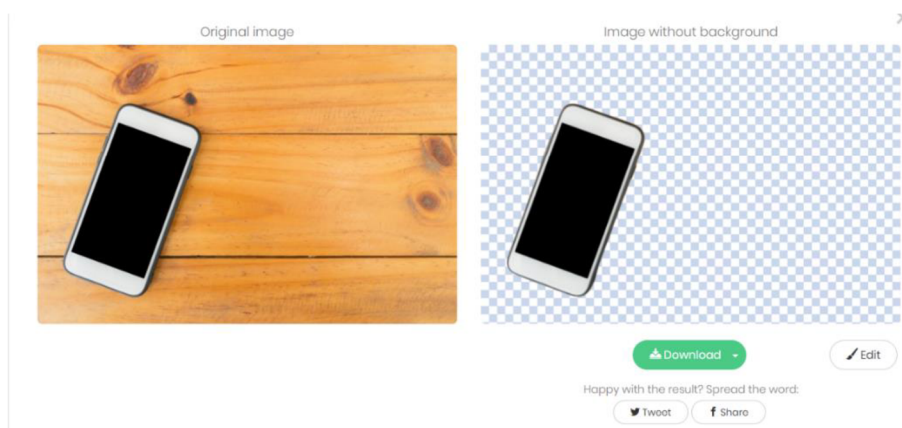 Original image
Image without background
Download
Edit
Happy with the result? Spread the word:
Tweet
Share